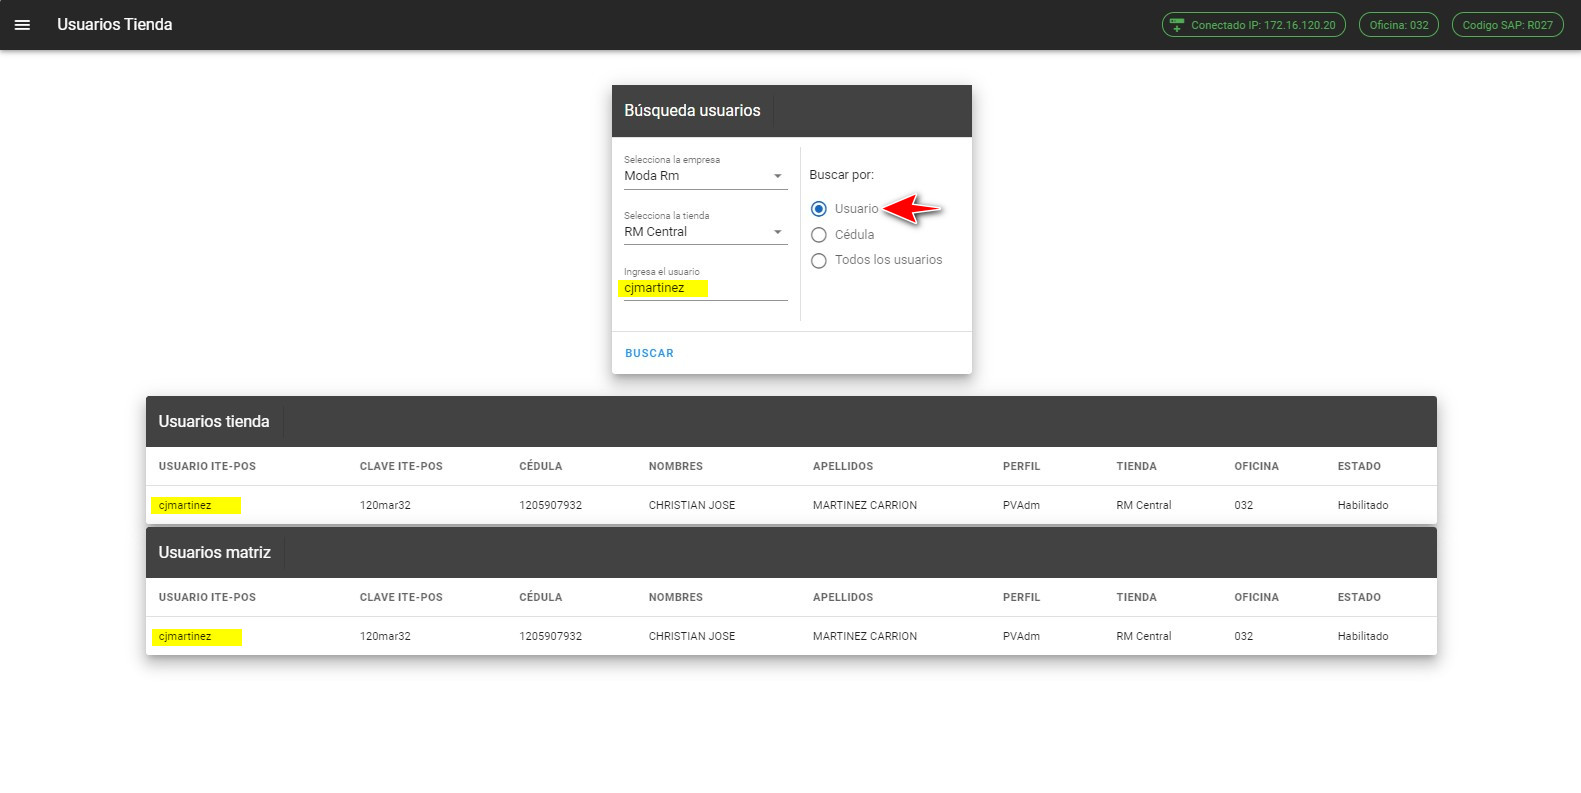 Usuarios Tienda
Conectado IP: 172.16.120.20 Oficina: 032 Codigo SAP: R027
Búsqueda usuarios
Selecciona la empresa
Moda Rm
Selecciona la tienda
RM Central
Ingresa el usuario
cjmartinez
Buscar por:
Usuario
Cédula
Todos los usuarios
BUSCAR
Usuarios tienda
USUARIO ITE-POS CLAVE ITE-POS CÉDULA NOMBRES APELLIDOS PERFIL TIENDA OFICINA ESTADO
cjmartinez 120mar32 1205907932 CHRISTIAN JOSE MARTINEZ CARRION PVAdm RM Central 032 Habilitado
Usuarios matriz
USUARIO ITE-POS CLAVE ITE-POS CÉDULA NOMBRES APELLIDOS PERFIL TIENDA OFICINA ESTADO
cjmartinez 120mar32 1205907932 CHRISTIAN JOSE MARTINEZ CARRION PVAdm RM Central 032 Habilitado